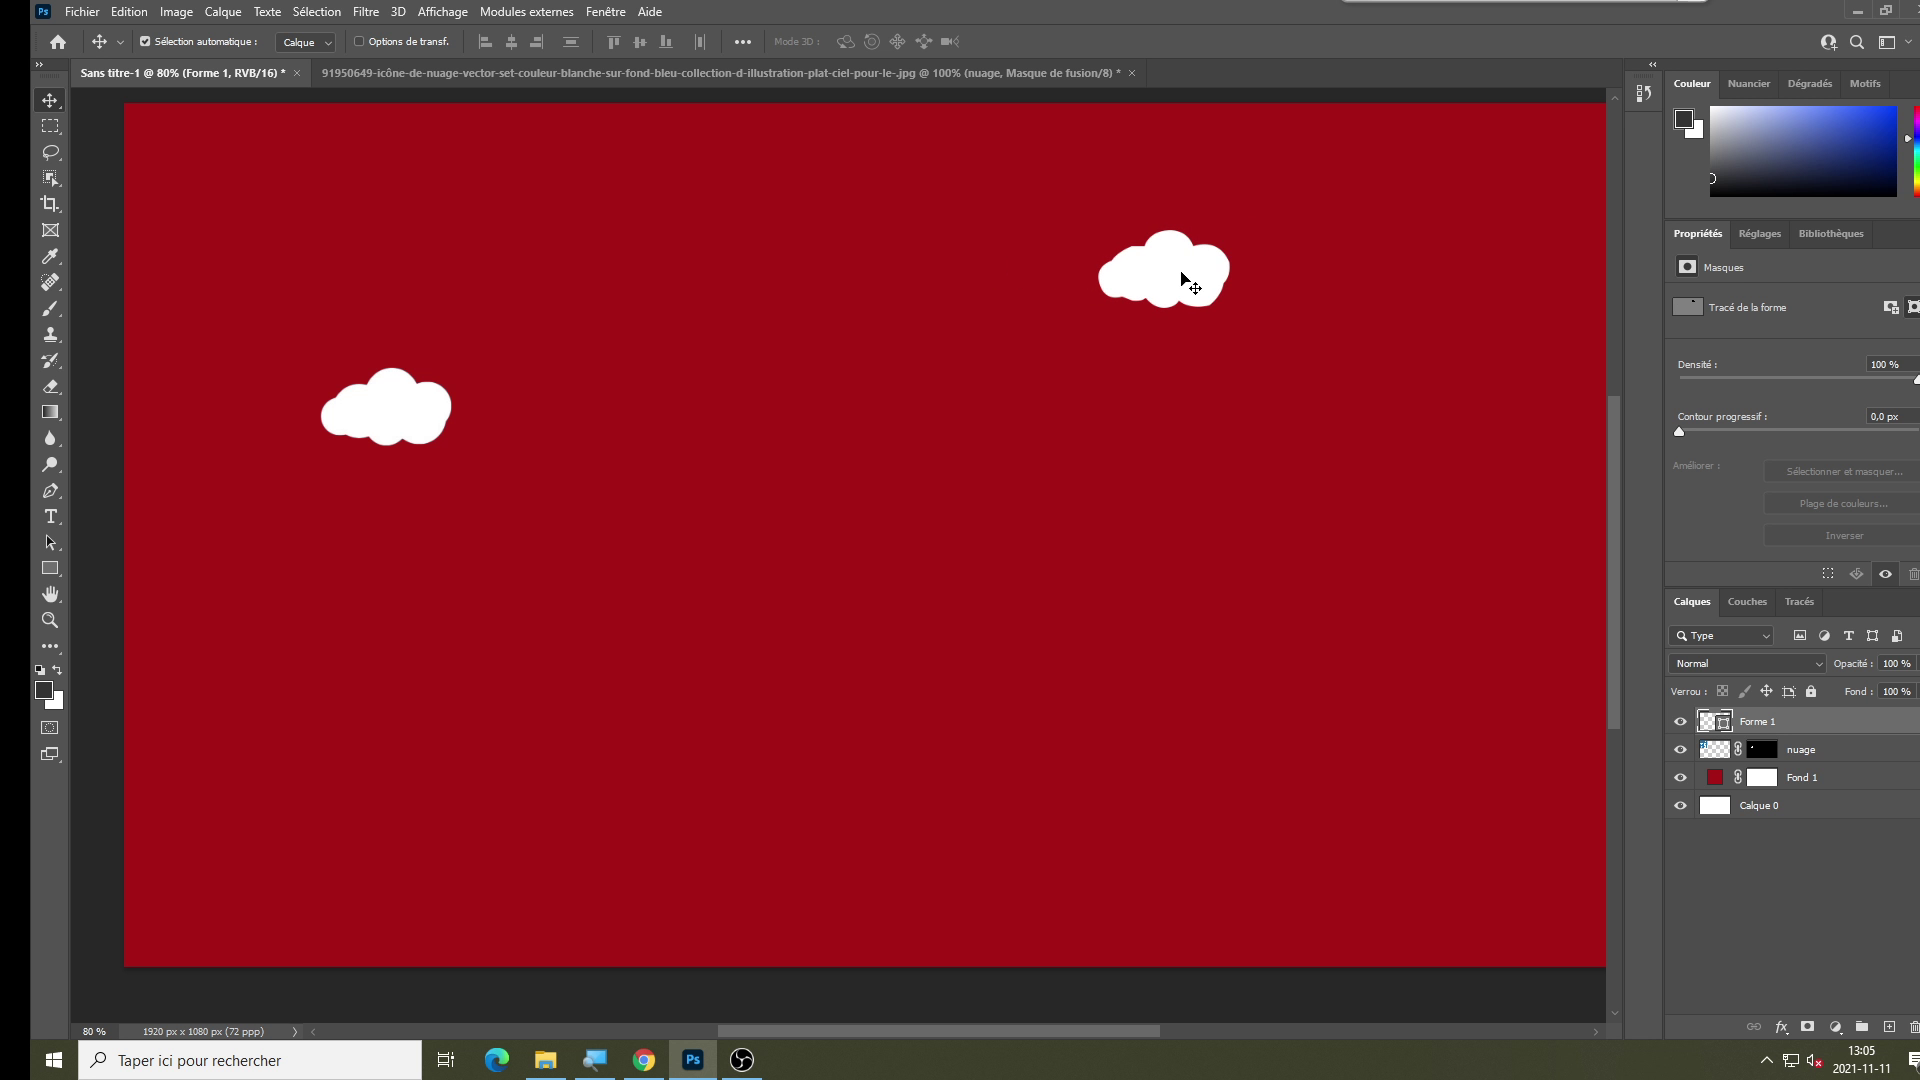 Ps Fichier Edition Image Calque Texte Sélection Filtre 3D Affichage Modules externes Fenêtre Aide
Sélection automatique : Calque Options de transf. Mode 3D :
Sans titre-1 @ 80% (Forme 1, RVB/16) * × 91950649-icône-de-nuage-vector-set-couleur-blanche-sur-fond-bleu-collection-d-illustration-plat-ciel-pour-le-.jpg @ 100% (nuage, Masque de fusion/8) * ×
Couleur Nuancier Dégradés Motifs
Propriétés Réglages Bibliothèques
Masques
Tracé de la forme
Densité : 100 %
Contour progressif : 0,0 px
Améliorer : Sélectionner et masquer...
Plage de couleurs...
Inverser
Calques Couches Tracés
Type
Normal Opacité : 100 %
Verrou : Fond : 100 %
Forme 1
nuage
Fond 1
Calque 0
fx
80 % 1920 px x 1080 px (72 ppp)
Taper ici pour rechercher
Ps
13:05
2021-11-11